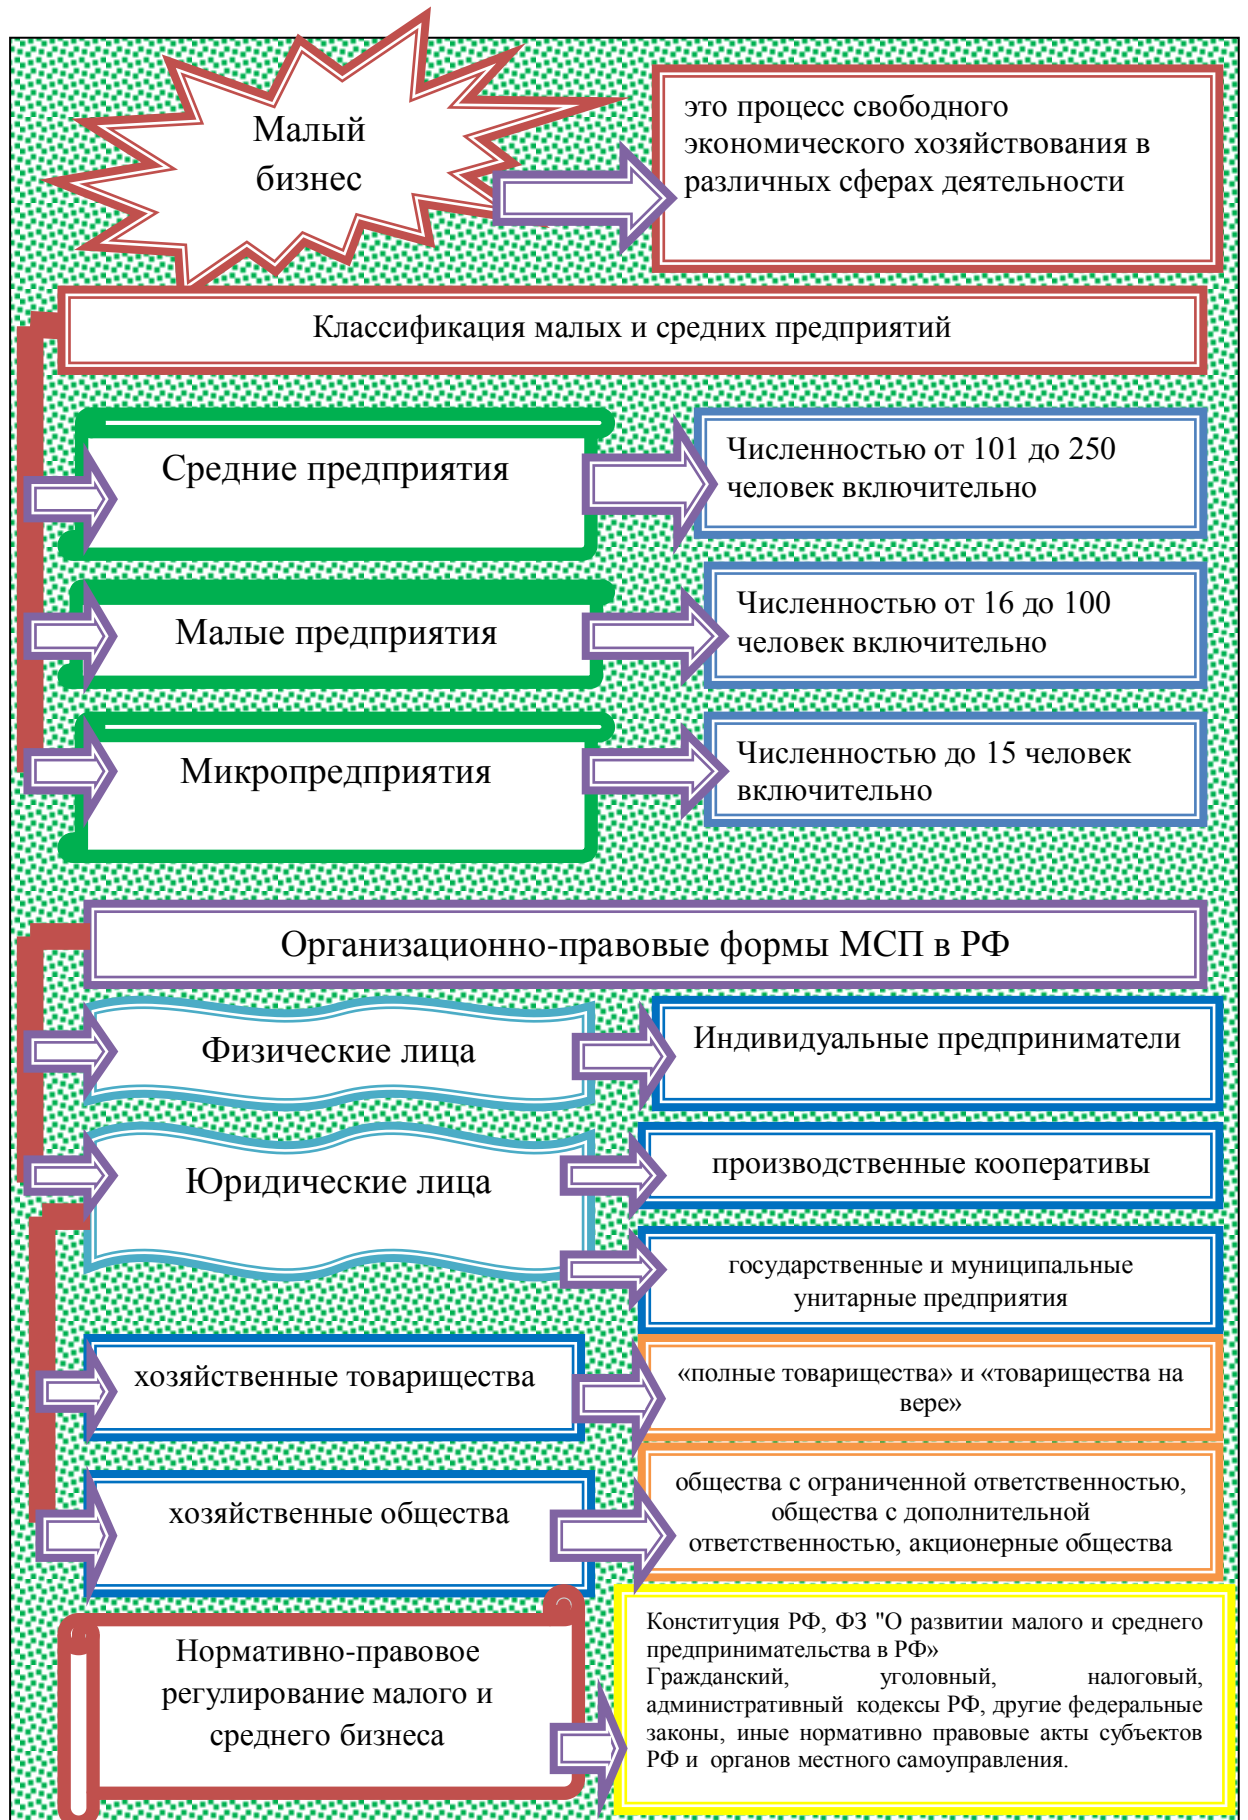 Малый
бизнес
это процесс свободного
экономического хозяйствования в
различных сферах деятельности
Классификация малых и средних предприятий
Средние предприятия
Численностью от 101 до 250
человек включительно
Малые предприятия
Численностью от 16 до 100
человек включительно
Микропредприятия
Численностью до 15 человек
включительно
Организационно-правовые формы МСП в РФ
Физические лица
Индивидуальные предприниматели
Юридические лица
производственные кооперативы
государственные и муниципальные
унитарные предприятия
хозяйственные товарищества
«полные товарищества» и «товарищества на
вере»
хозяйственные общества
общества с ограниченной ответственностью,
общества с дополнительной
ответственностью, акционерные общества
Нормативно-правовое
регулирование малого и
среднего бизнеса
Конституция РФ, ФЗ "О развитии малого и среднего
предпринимательства в РФ»
Гражданский, уголовный, налоговый,
административный кодексы РФ, другие федеральные
законы, иные нормативно правовые акты субъектов
РФ и органов местного самоуправления.